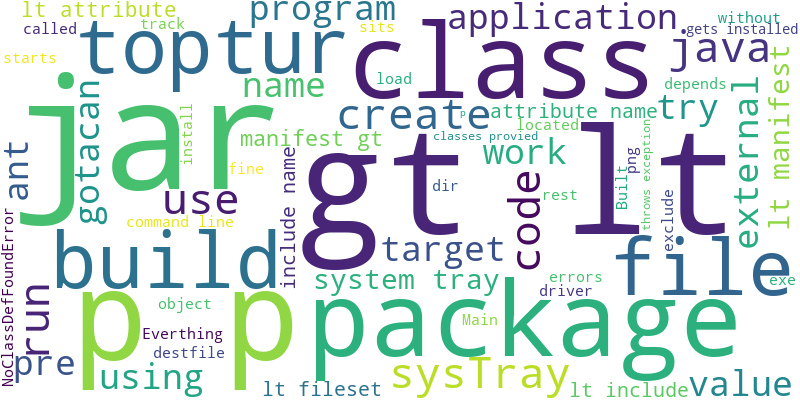 lt attribute
called
track
starts
program
sits
application
without
gets installed
toptur
class
java
load
depends
name
gotacan
install
jar
create
attribute name
try
located
P
classes provied
manifest gt
fine
gt
lt
work
external
lt manifest
png
Built
throws exception
exclude
ant
use
dir
rest
code
command line
include name
target
build
system tray
file
errors
driver
exe
NoClassDefFoundError
run
p
p
package
object
Everthing
destfile
Main
pre
using
sysTray
lt fileset
lt include
value